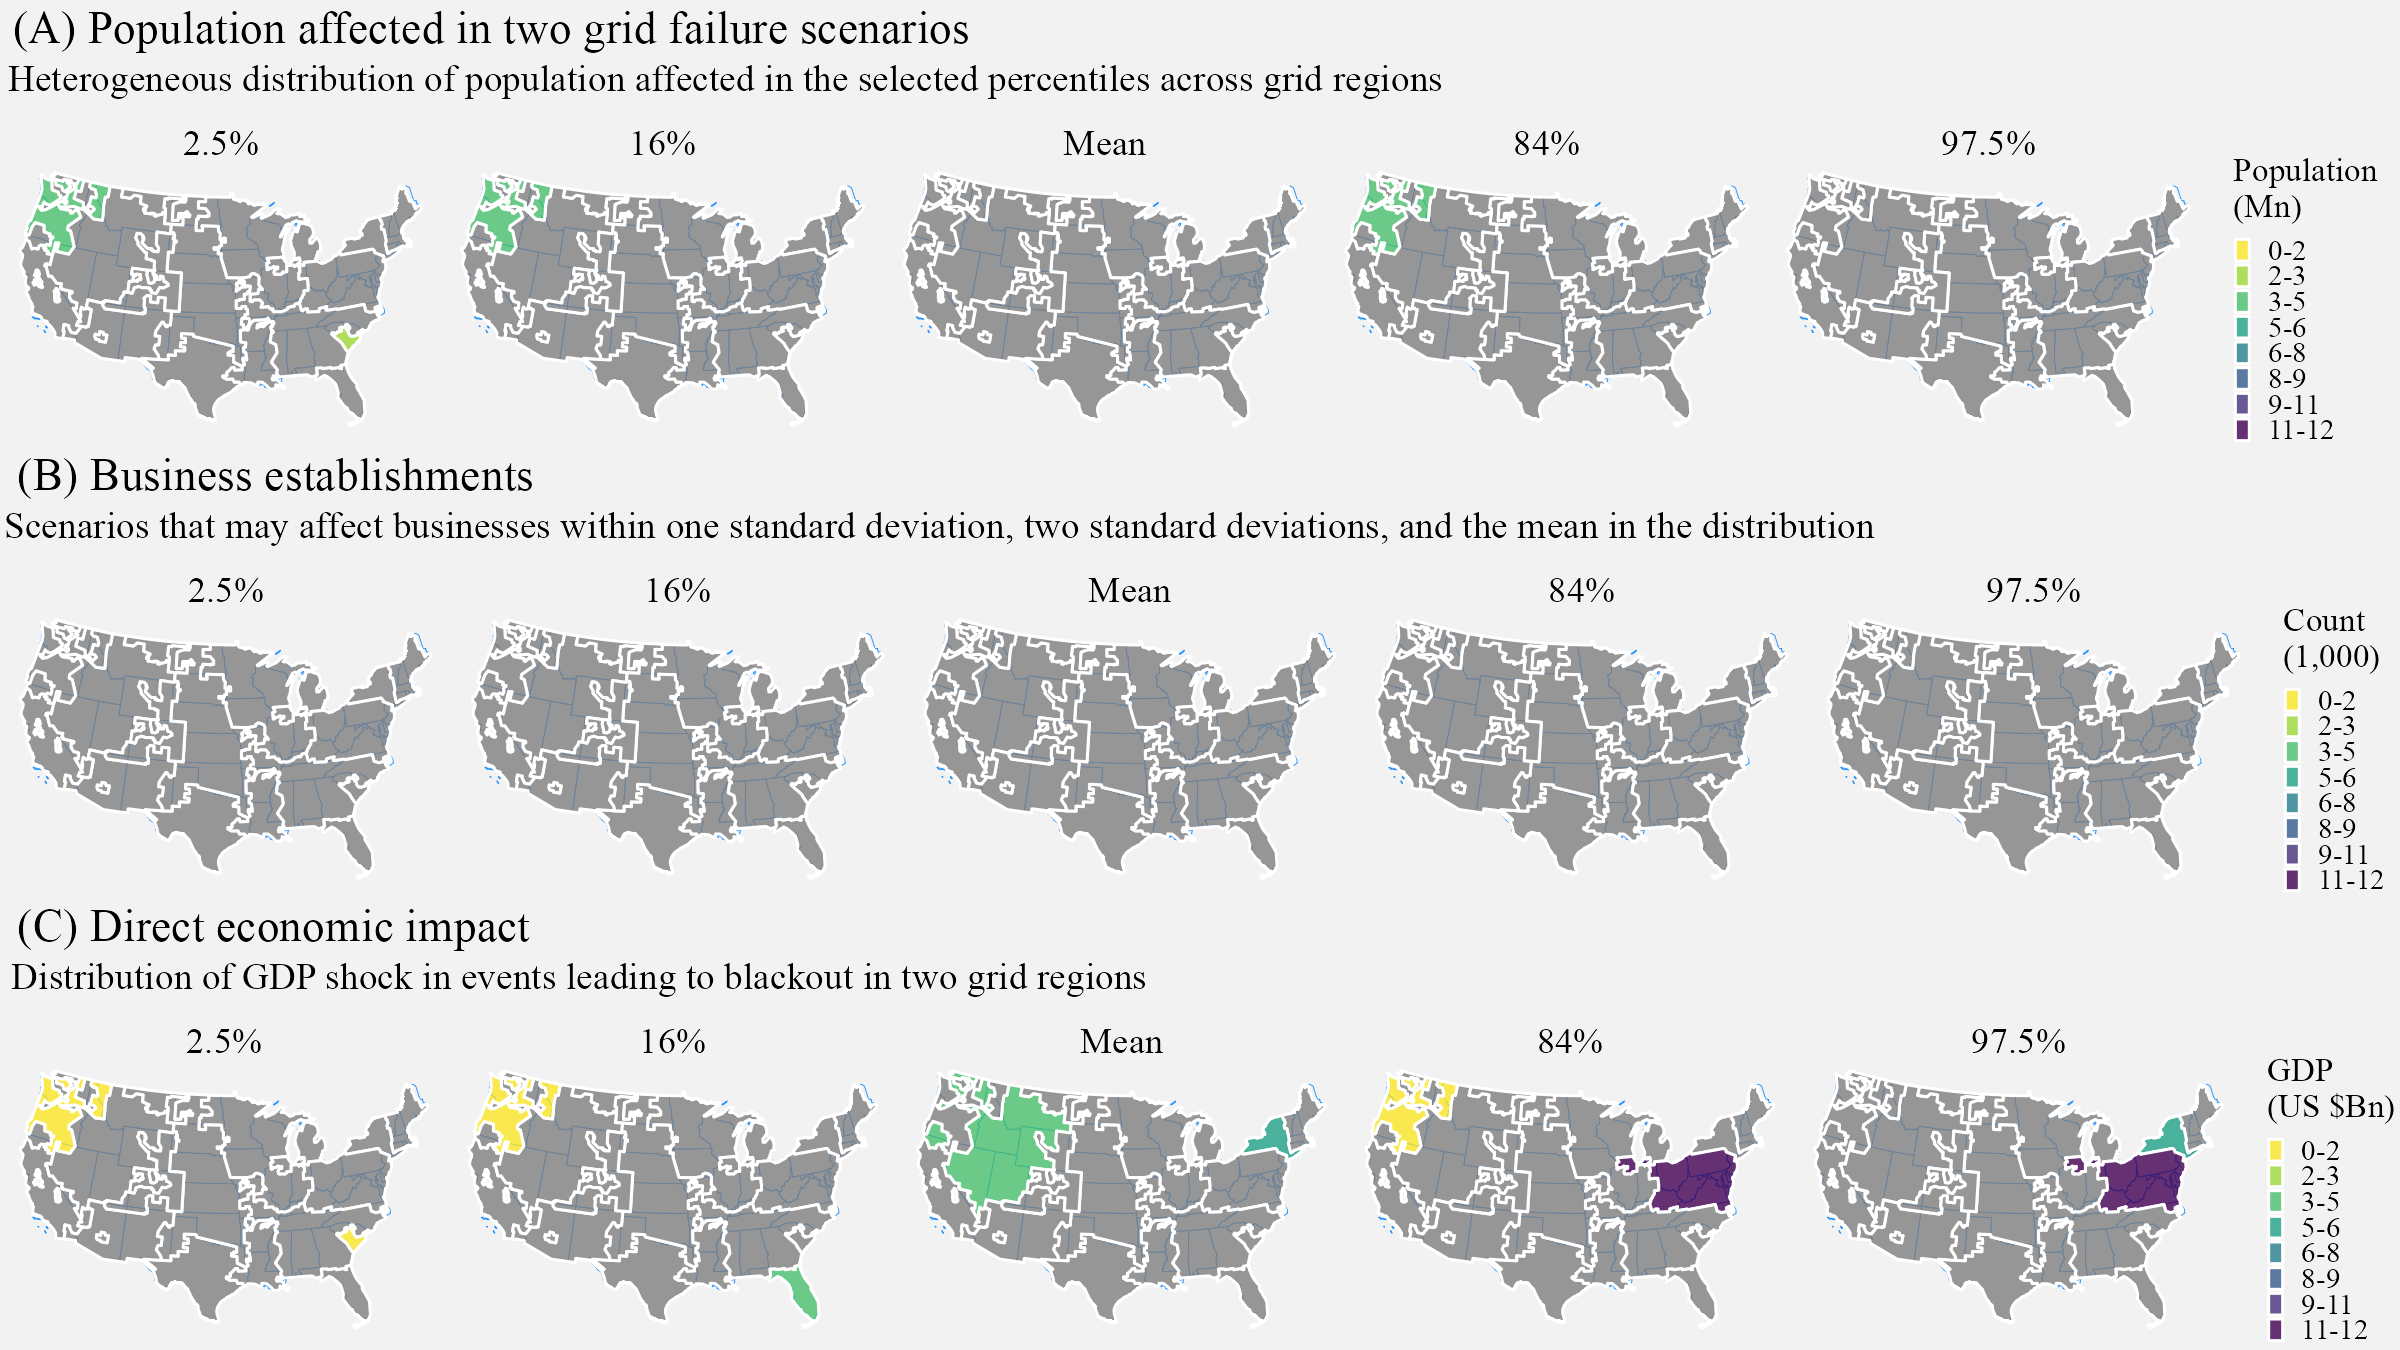 (A) Population affected in two grid failure scenarios
Heterogeneous distribution of population affected in the selected percentiles across grid regions
2.5% 16% Mean 84% 97.5%
Population
(Mn)
0-2
2-3
3-5
5-6
6-8
8-9
9-11
11-12
(B) Business establishments
Scenarios that may affect businesses within one standard deviation, two standard deviations, and the mean in the distribution
2.5% 16% Mean 84% 97.5%
Count
(1,000)
0-2
2-3
3-5
5-6
6-8
8-9
9-11
11-12
(C) Direct economic impact
Distribution of GDP shock in events leading to blackout in two grid regions
2.5% 16% Mean 84% 97.5%
GDP
(US $Bn)
0-2
2-3
3-5
5-6
6-8
8-9
9-11
11-12